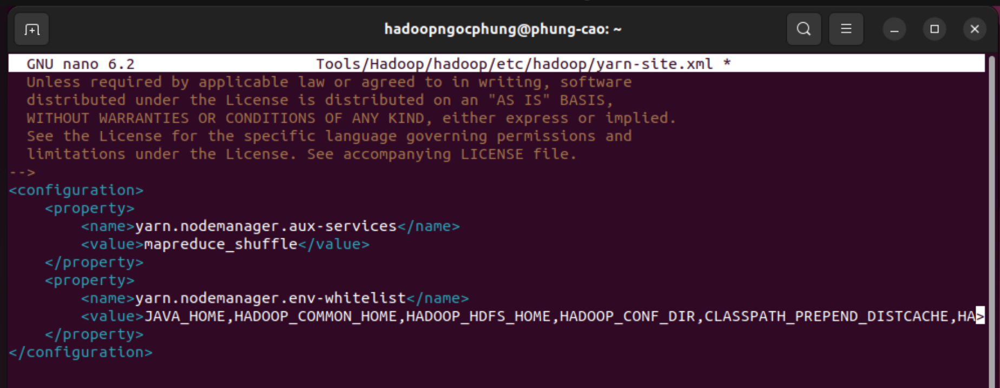 hadoopngocphung@phung-cao: ~
GNU nano 6.2 Tools/Hadoop/hadoop/etc/hadoop/yarn-site.xml *
Unless required by applicable law or agreed to in writing, software
distributed under the License is distributed on an "AS IS" BASIS,
WITHOUT WARRANTIES OR CONDITIONS OF ANY KIND, either express or implied.
See the License for the specific language governing permissions and
limitations under the License. See accompanying LICENSE file.
-->
<configuration>
    <property>
        <name>yarn.nodemanager.aux-services</name>
        <value>mapreduce_shuffle</value>
    </property>
    <property>
        <name>yarn.nodemanager.env-whitelist</name>
        <value>JAVA_HOME,HADOOP_COMMON_HOME,HADOOP_HDFS_HOME,HADOOP_CONF_DIR,CLASSPATH_PREPEND_DISTCACHE,HA>
    </property>
</configuration>